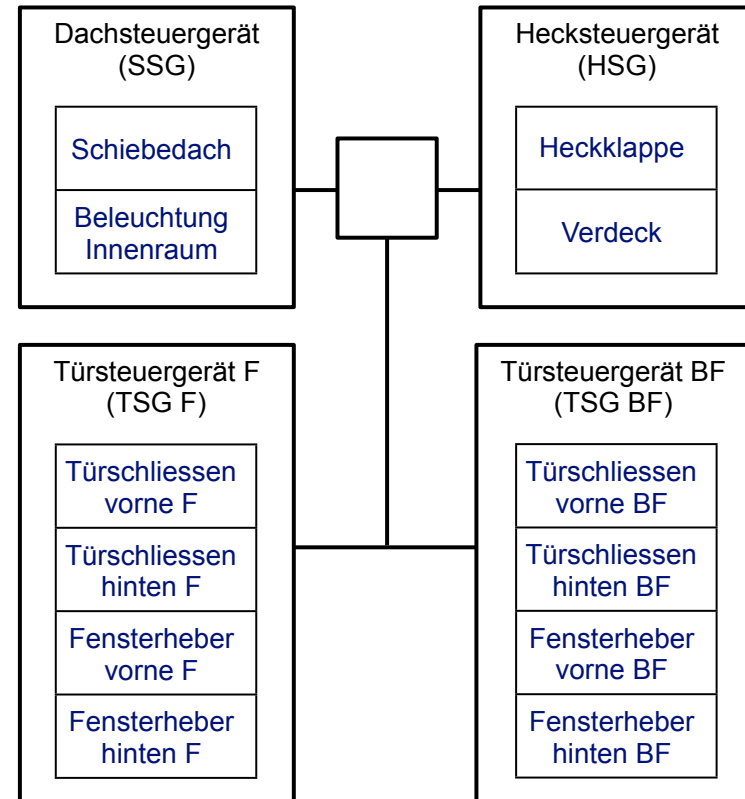 Dachsteuergerät
(SSG)
Schiebedach
Beleuchtung
Innenraum
Hecksteuergerät
(HSG)
Heckklappe
Verdeck
Türsteuergerät F
(TSG F)
Türschliessen
vorne F
Türschliessen
hinten F
Fensterheber
vorne F
Fensterheber
hinten F
Türsteuergerät BF
(TSG BF)
Türschliessen
vorne BF
Türschliessen
hinten BF
Fensterheber
vorne BF
Fensterheber
hinten BF